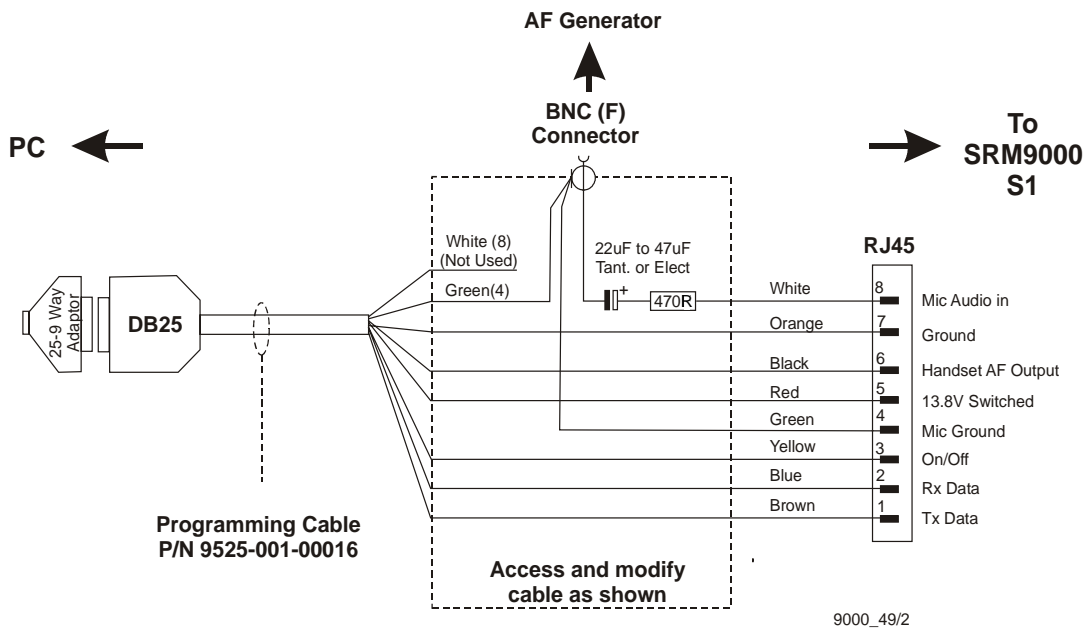 AF Generator
BNC (F)
Connector
PC
To
SRM9000
S1
RJ45
White (8)
(Not Used)
Green(4)
22uF to 47uF
Tant. or Elect
+
470R
25-9 Way
Adaptor
DB25
White
8
Mic Audio in
Orange
7
Ground
Black
6
Handset AF Output
Red
5
13.8V Switched
Green
4
Mic Ground
Yellow
3
On/Off
Blue
2
Rx Data
Brown
1
Tx Data
Programming Cable
P/N 9525-001-00016
Access and modify
cable as shown
9000_49/2